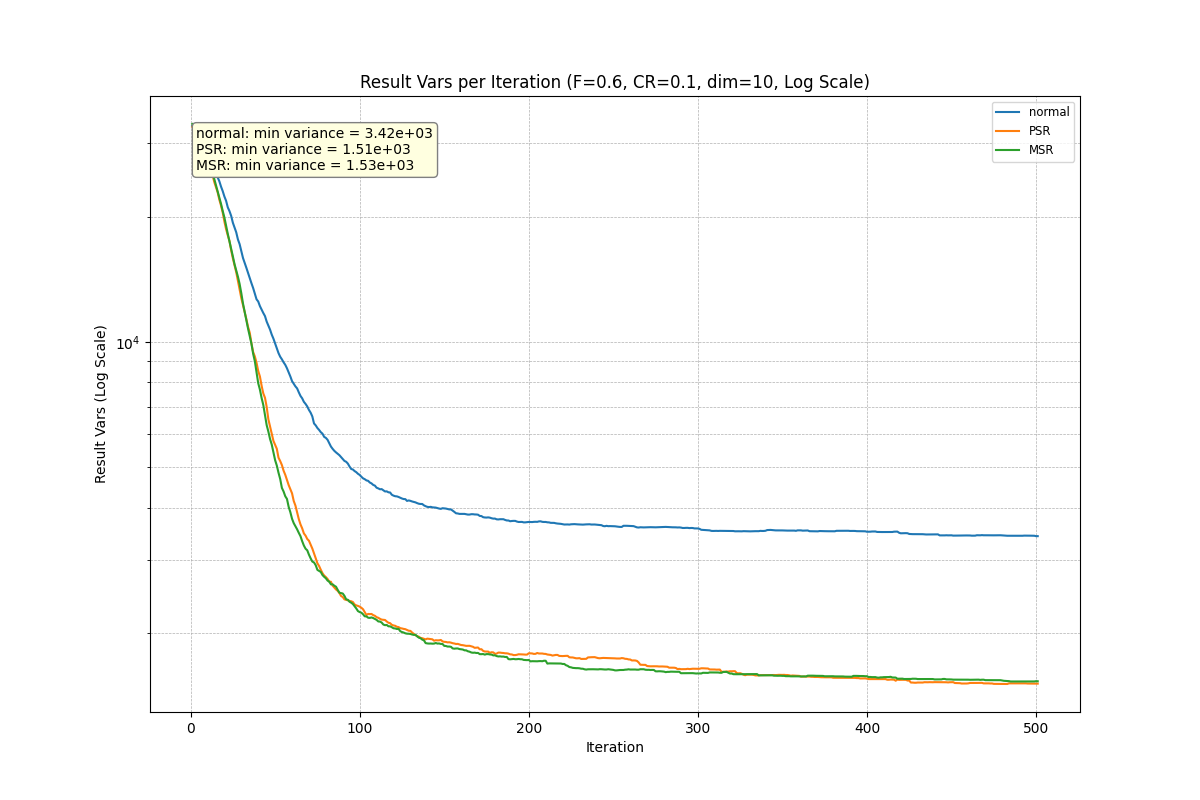 Result Vars per Iteration (F=0.6, CR=0.1, dim=10, Log Scale)
normal: min variance = 3.42e+03
PSR: min variance = 1.51e+03
MSR: min variance = 1.53e+03
normal
PSR
MSR
Result Vars (Log Scale)
10⁴
0 100 200 300 400 500
Iteration